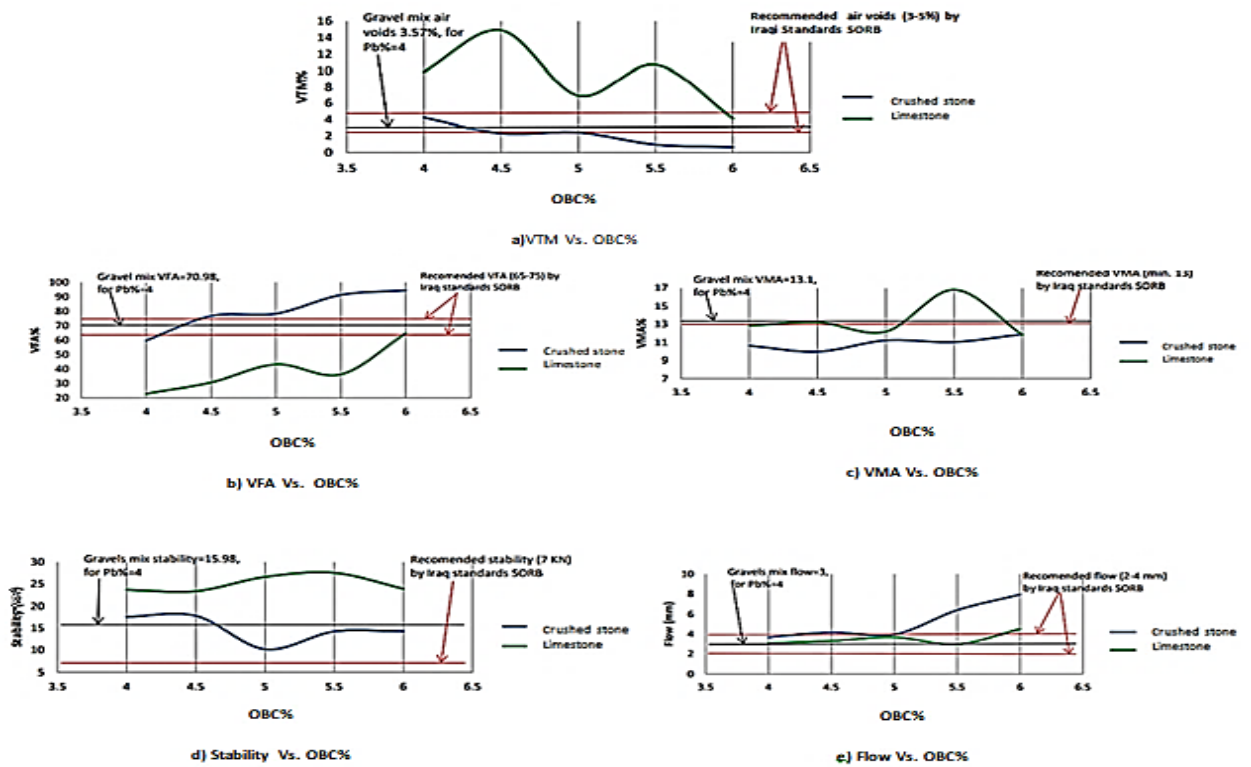 Gravel mix air
voids 3.57%, for
Pb%=4
Recommended air voids (3-5%) by
Iraqi Standards SORB
16
14
12
10
8
6
4
2
0
VTM%
3.5 4 4.5 5 5.5 6 6.5
Crushed stone
Limestone
OBC%
a)VTM Vs. OBC%
Gravel mix VFA=70.98,
for Pb%=4
Recomended VFA (65-75) by
Iraq standards SORB
100
90
80
70
60
50
40
30
20
VFA%
3.5 4 4.5 5 5.5 6 6.5
Crushed stone
Limestone
OBC%
b) VFA Vs. OBC%
Gravel mix VMA=13.1,
for Pb%=4
Recomended VMA (min. 13)
by Iraq standards SORB
17
15
13
11
9
7
VMA%
3.5 4 4.5 5 5.5 6 6.5
Crushed stone
Limestone
OBC%
c) VMA Vs. OBC%
Gravels mix stability=15.98,
for Pb%=4
Recomended stability (7 KN)
by Iraq standards SORB
30
25
20
15
10
5
3.5 4 4.5 5 5.5 6 6.5
Crushed stone
Limestone
OBC%
d) Stability Vs. OBC%
Gravels mix flow=3,
for Pb%=4
Recomended flow (2-4 mm)
by Iraq standards SORB
10
8
6
4
2
0
Flow (mm)
3.5 4 4.5 5 5.5 6 6.5
Crushed stone
Limestone
OBC%
e) Flow Vs. OBC%